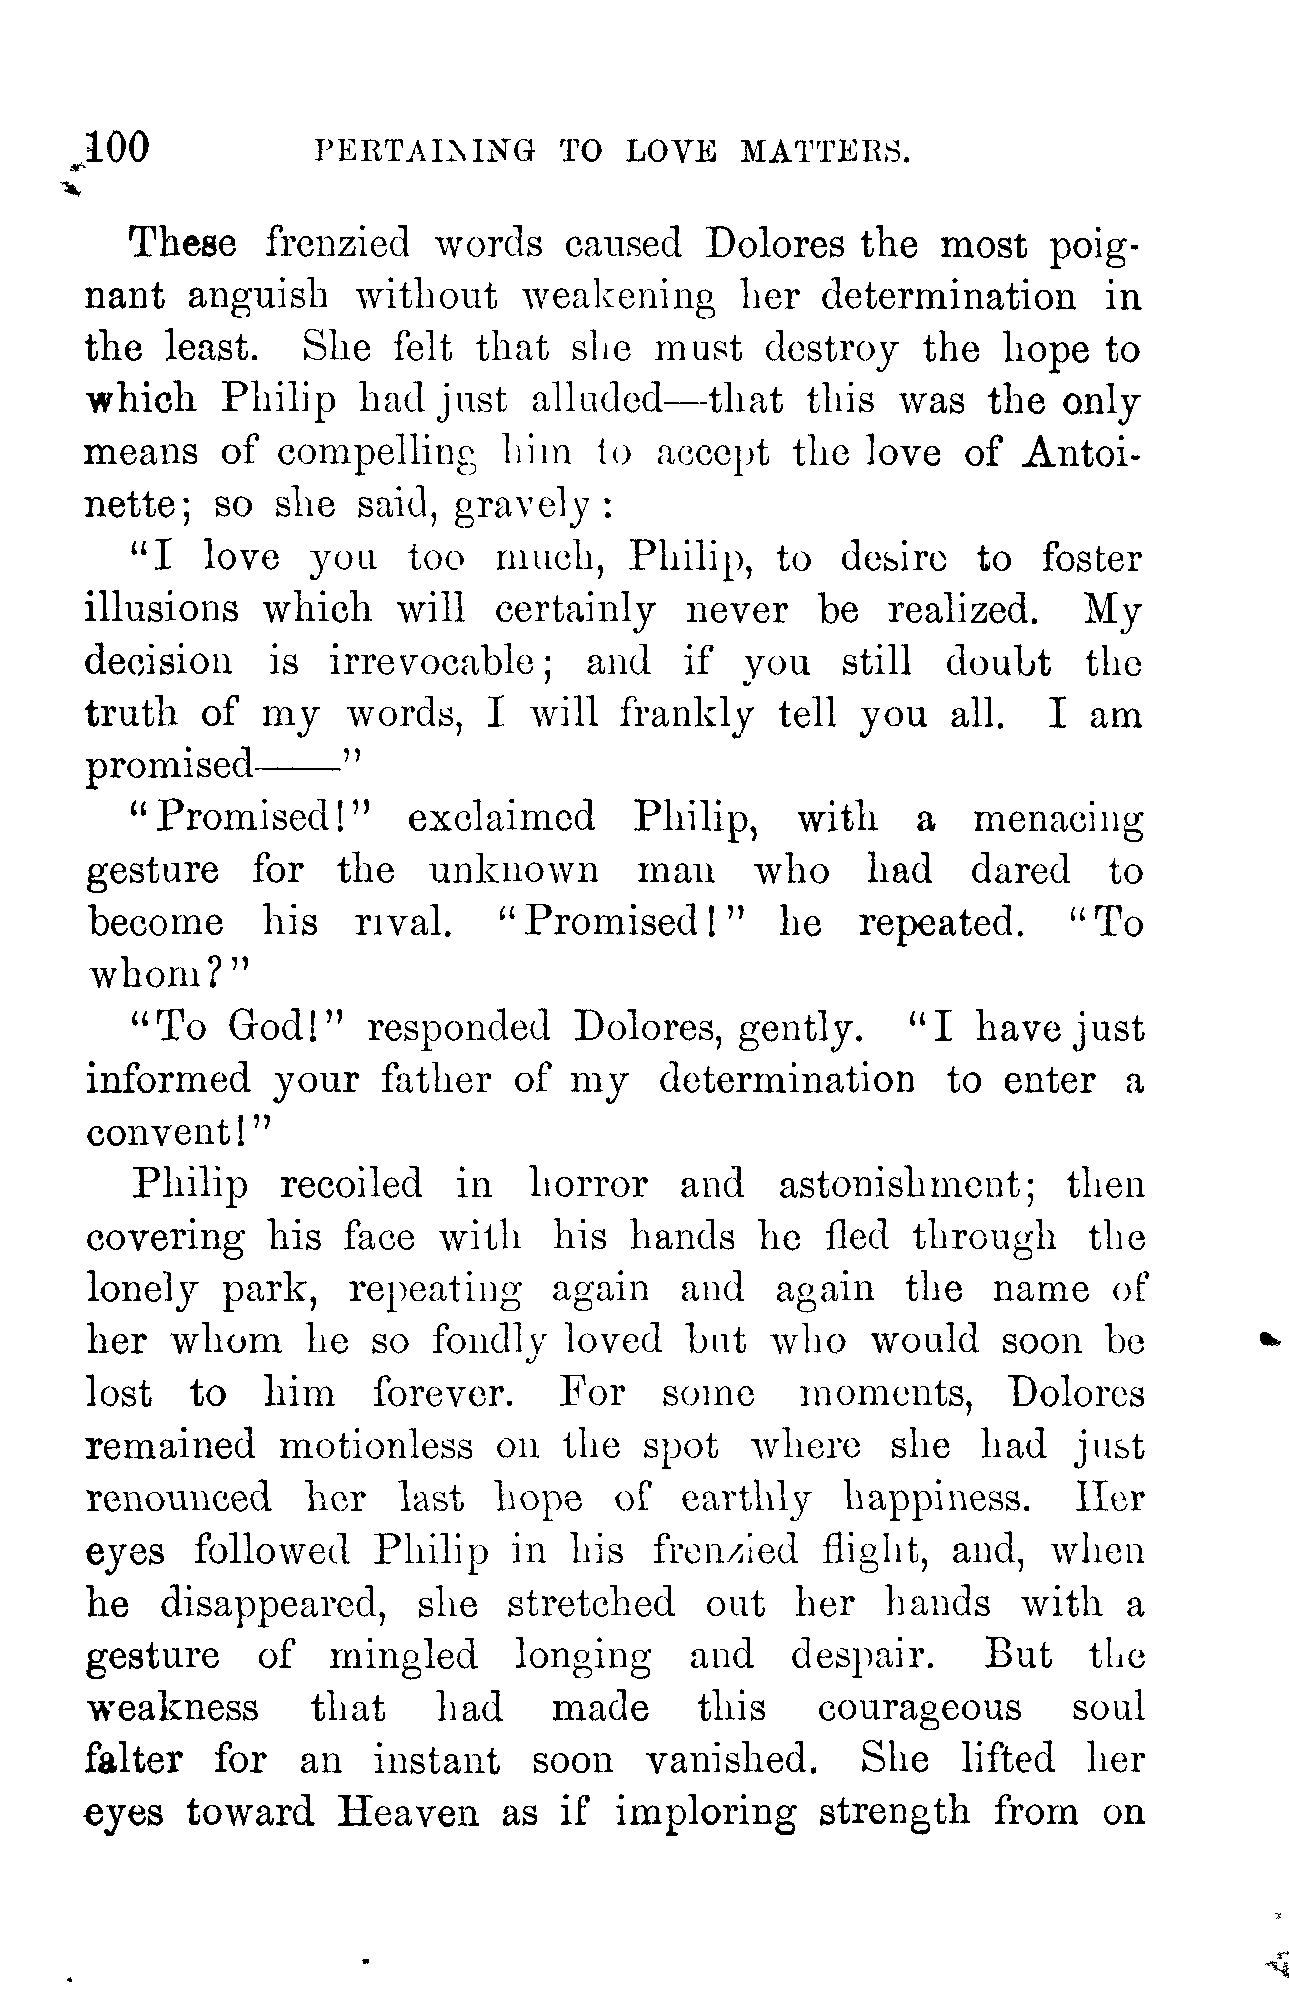 100 PERTAINING TO LOVE MATTERS.
These frenzied words caused Dolores the most poig-
nant anguish without weakening her determination in
the least. She felt that she must destroy the hope to
which Philip had just alluded—that this was the only
means of compelling him to accept the love of Antoi-
nette; so she said, gravely:
"I love you too much, Philip, to desire to foster
illusions which will certainly never be realized. My
decision is irrevocable; and if you still doubt the
truth of my words, I will frankly tell you all. I am
promised——"
"Promised!" exclaimed Philip, with a menacing
gesture for the unknown man who had dared to
become his rival. "Promised!" he repeated. "To
whom?"
"To God!" responded Dolores, gently. "I have just
informed your father of my determination to enter a
convent!"
Philip recoiled in horror and astonishment; then
covering his face with his hands he fled through the
lonely park, repeating again and again the name of
her whom he so fondly loved but who would soon be
lost to him forever. For some moments, Dolores
remained motionless on the spot where she had just
renounced her last hope of earthly happiness. Her
eyes followed Philip in his frenzied flight, and, when
he disappeared, she stretched out her hands with a
gesture of mingled longing and despair. But the
weakness that had made this courageous soul
falter for an instant soon vanished. She lifted her
eyes toward Heaven as if imploring strength from on